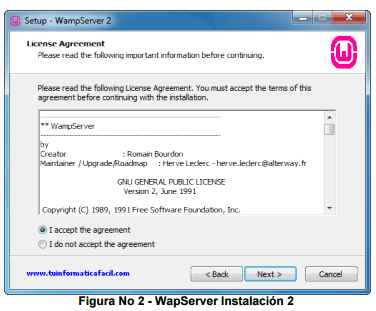 Setup - WampServer 2
License Agreement
Please read the following important information before continuing.
Please read the following License Agreement. You must accept the terms of this
agreement before continuing with the installation.
------------------------------------------------------------
** WampServer
------------------------------------------------------------
by
Creator : Romain Bourdon
Maintainer / Upgrade/Roadmap : Herve Leclerc - herve.leclerc@alterway.fr
GNU GENERAL PUBLIC LICENSE
Version 2, June 1991
Copyright (C) 1989, 1991 Free Software Foundation, Inc.
I accept the agreement
I do not accept the agreement
www.tuinformaticafacil.com
< Back Next > Cancel
Figura No 2 - WapServer Instalación 2